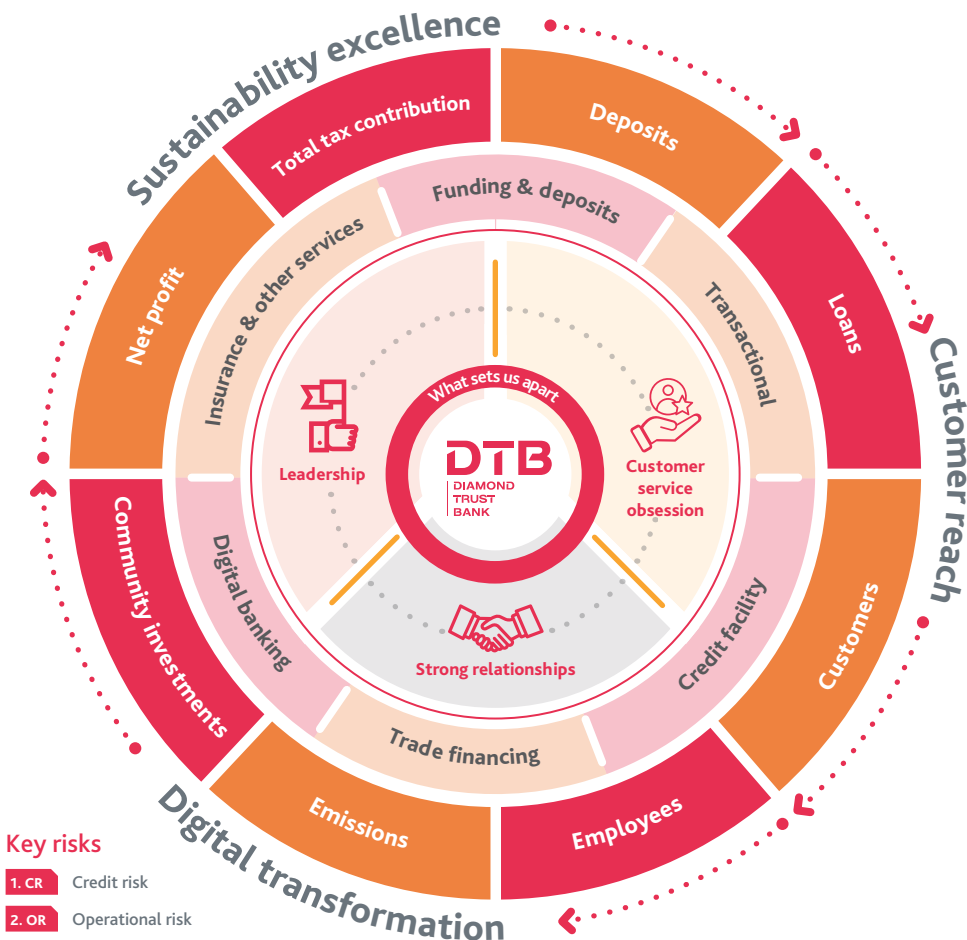 Sustainability excellence
Customer reach
Digital transformation
Total tax contribution
Deposits
Loans
Customers
Employees
Emissions
Community investments
Net profit
Funding & deposits
Transactional
Credit facility
Trade financing
Digital banking
Insurance & other services
What sets us apart
DTB
DIAMOND
TRUST
BANK
Leadership
Customer
service
obsession
Strong relationships
Key risks
1. CR Credit risk
2. OR Operational risk